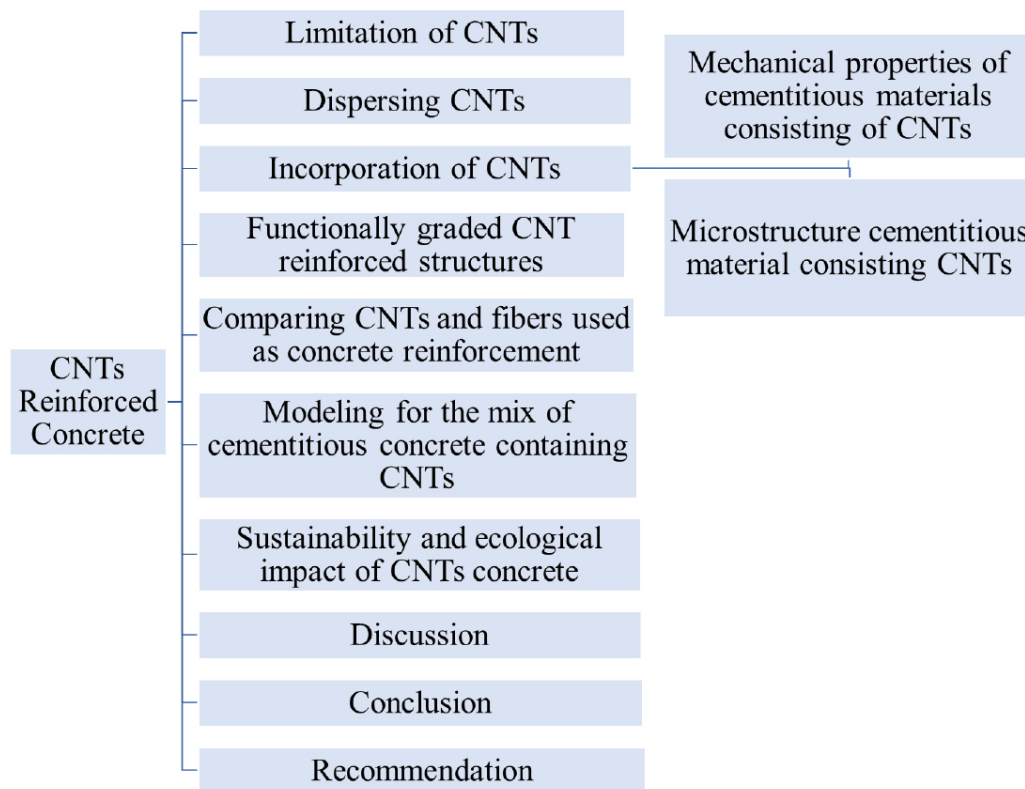 CNTs
Reinforced
Concrete
Limitation of CNTs
Dispersing CNTs
Incorporation of CNTs
Mechanical properties of
cementitious materials
consisting of CNTs
Microstructure cementitious
material consisting CNTs
Functionally graded CNT
reinforced structures
Comparing CNTs and fibers used
as concrete reinforcement
Modeling for the mix of
cementitious concrete containing
CNTs
Sustainability and ecological
impact of CNTs concrete
Discussion
Conclusion
Recommendation